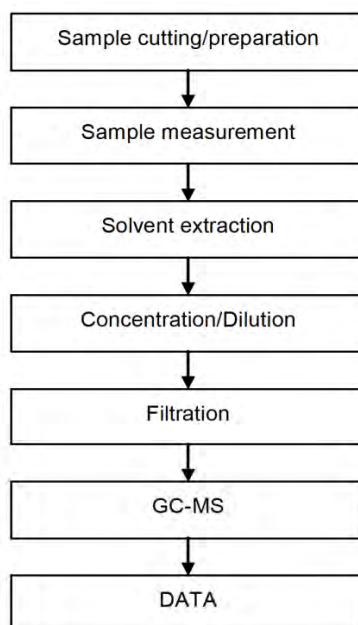 Sample cutting/preparation
Sample measurement
Solvent extraction
Concentration/Dilution
Filtration
GC-MS
DATA